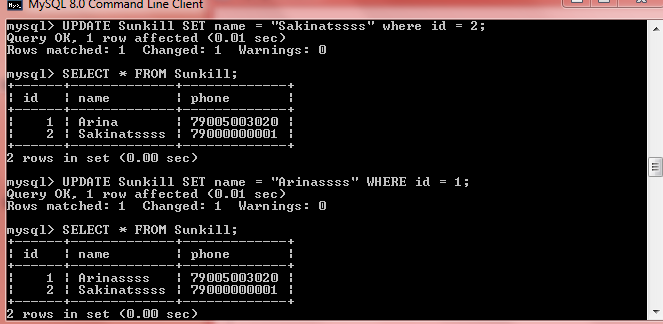 MySQL 8.0 Command Line Client
mysql> UPDATE Sunkill SET name = "Sakinatssss" where id = 2;
Query OK, 1 row affected (0.01 sec)
Rows matched: 1  Changed: 1  Warnings: 0
mysql> SELECT * FROM Sunkill;
+------+-------------+-------------+
| id   | name        | phone       |
+------+-------------+-------------+
|    1 | Arina       | 79005003020 |
|    2 | Sakinatssss | 79000000001 |
+------+-------------+-------------+
2 rows in set (0.00 sec)
mysql> UPDATE Sunkill SET name = "Arinassss" WHERE id = 1;
Query OK, 1 row affected (0.01 sec)
Rows matched: 1  Changed: 1  Warnings: 0
mysql> SELECT * FROM Sunkill;
+------+-------------+-------------+
| id   | name        | phone       |
+------+-------------+-------------+
|    1 | Arinassss   | 79005003020 |
|    2 | Sakinatssss | 79000000001 |
+------+-------------+-------------+
2 rows in set (0.00 sec)